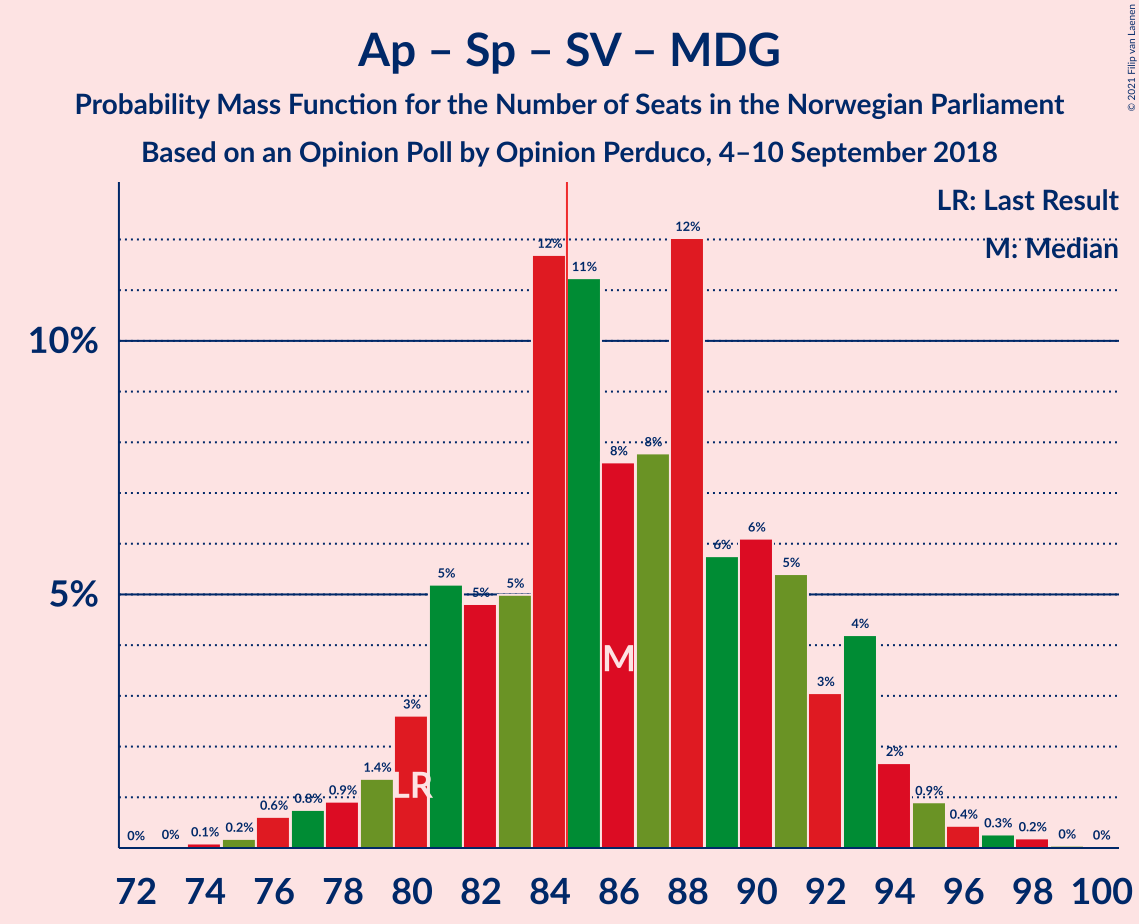 Ap – Sp – SV – MDG
Probability Mass Function for the Number of Seats in the Norwegian Parliament
Based on an Opinion Poll by Opinion Perduco, 4–10 September 2018
© 2021 Filip van Laenen
LR: Last Result
M: Median
10%
5%
0% 0% 0.1% 0.2% 0.6% 0.8% 0.9% 1.4% 3% 5% 5% 5% 12% 11% 8% 8% 12% 6% 6% 5% 3% 4% 2% 0.9% 0.4% 0.3% 0.2% 0% 0%
LR
M
72 74 76 78 80 82 84 86 88 90 92 94 96 98 100